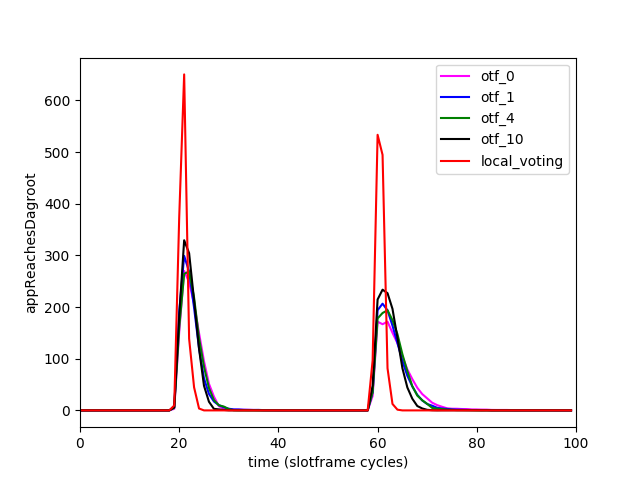 otf_0
otf_1
otf_4
otf_10
local_voting
appReachesDagroot
600
500
400
300
200
100
0
0 20 40 60 80 100
time (slotframe cycles)